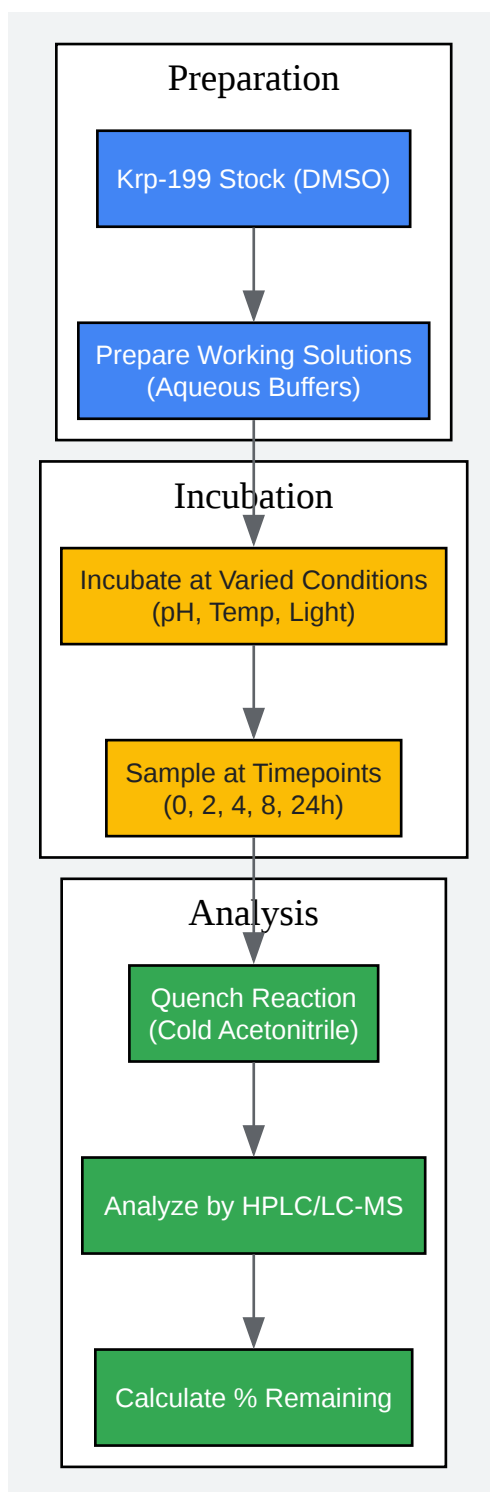 Preparation
Krp-199 Stock (DMSO)
Prepare Working Solutions
(Aqueous Buffers)
Incubation
Incubate at Varied Conditions
(pH, Temp, Light)
Sample at Timepoints
(0, 2, 4, 8, 24h)
Analysis
Quench Reaction
(Cold Acetonitrile)
Analyze by HPLC/LC-MS
Calculate % Remaining